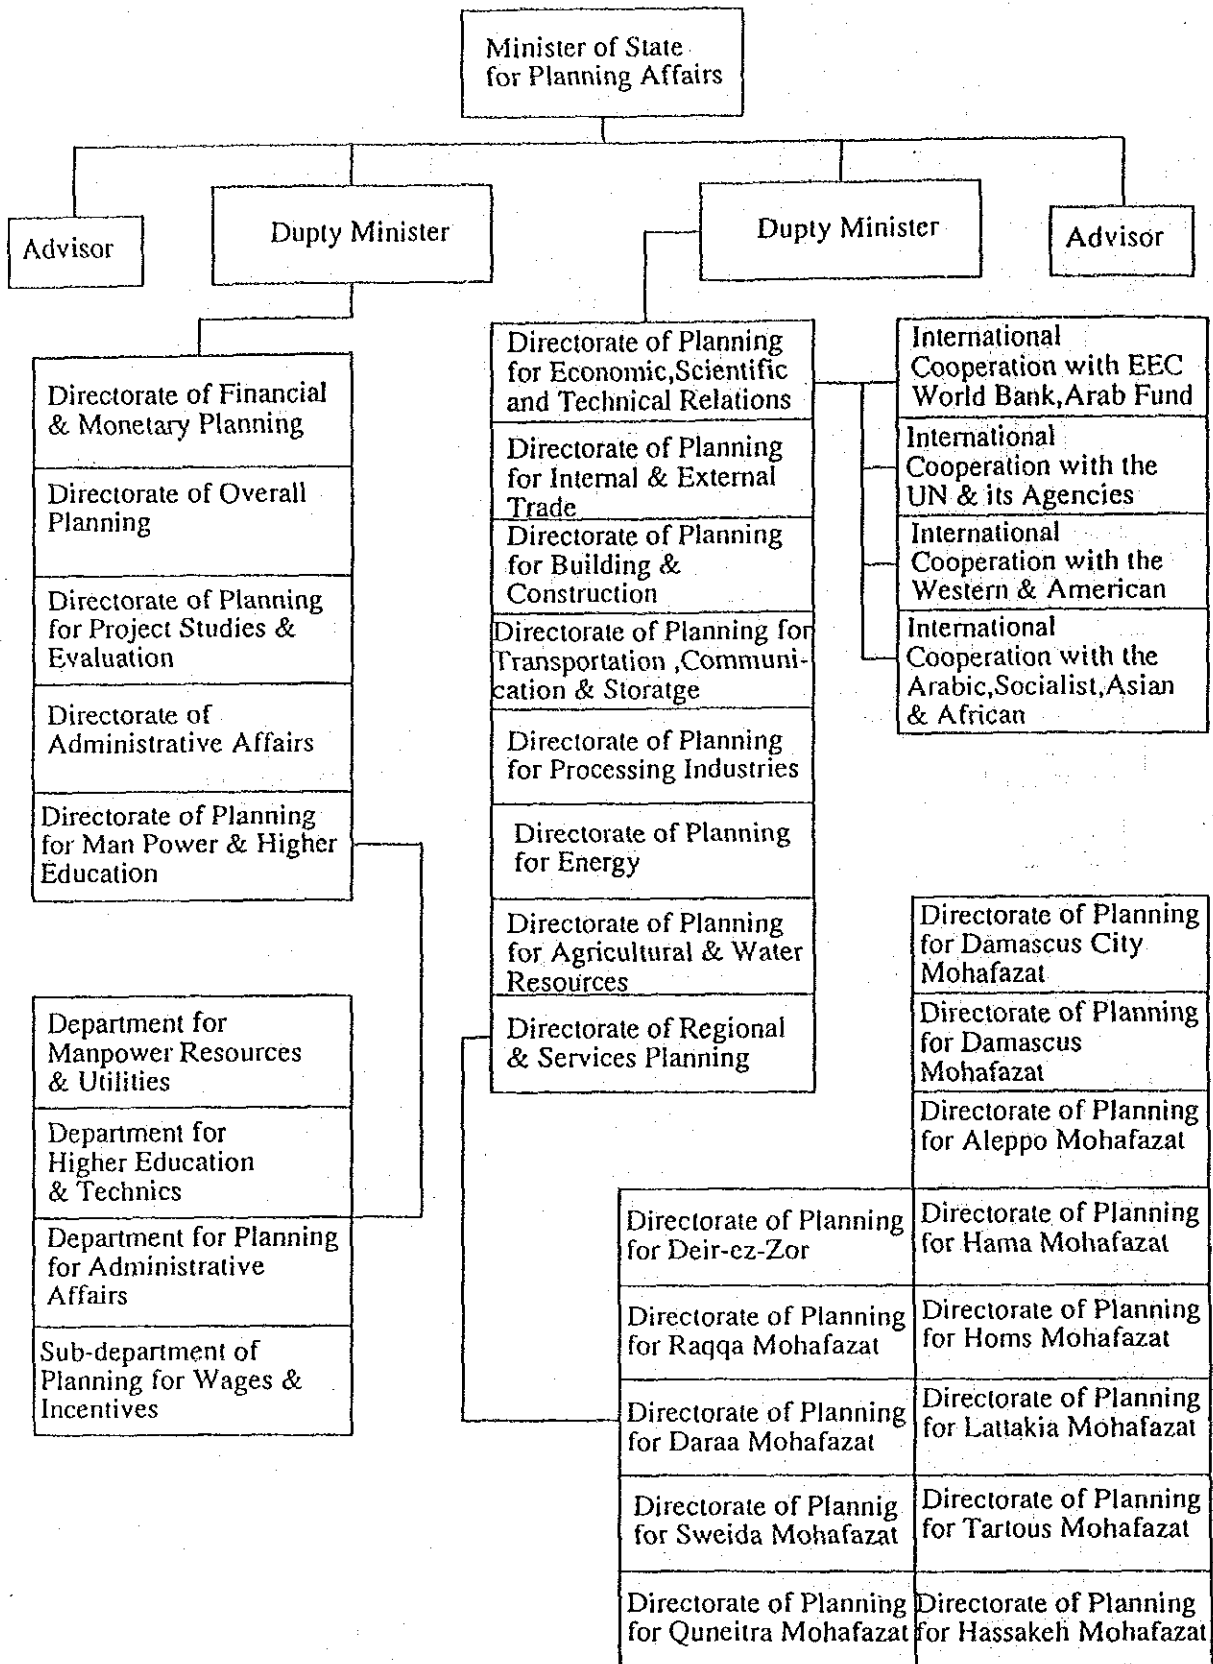 Minister of State
for Planning Affairs
Advisor
Dupty Minister
Dupty Minister
Advisor
Directorate of Financial
& Monetary Planning
Directorate of Overall
Planning
Directorate of Planning
for Project Studies &
Evaluation
Directorate of
Administrative Affairs
Directorate of Planning
for Man Power & Higher
Education
Department for
Manpower Resources
& Utilities
Department for
Higher Education
& Technics
Department for Planning
for Administrative
Affairs
Sub-department of
Planning for Wages &
Incentives
Directorate of Planning
for Economic,Scientific
and Technical Relations
Directorate of Planning
for Internal & External
Trade
Directorate of Planning
for Building &
Construction
Directorate of Planning for
Transportation ,Communi-
cation & Storatge
Directorate of Planning
for Processing Industries
Directorate of Planning
for Energy
Directorate of Planning
for Agricultural & Water
Resources
Directorate of Regional
& Services Planning
International
Cooperation with EEC
World Bank,Arab Fund
International
Cooperation with the
UN & its Agencies
International
Cooperation with the
Western & American
International
Cooperation with the
Arabic,Socialist,Asian
& African
Directorate of Planning
for Damascus City
Mohafazat
Directorate of Planning
for Damascus
Mohafazat
Directorate of Planning
for Aleppo Mohafazat
Directorate of Planning
for Deir-ez-Zor
Directorate of Planning
for Hama Mohafazat
Directorate of Planning
for Raqqa Mohafazat
Directorate of Planning
for Homs Mohafazat
Directorate of Planning
for Daraa Mohafazat
Directorate of Planning
for Lattakia Mohafazat
Directorate of Plannig
for Sweida Mohafazat
Directorate of Planning
for Tartous Mohafazat
Directorate of Planning
for Quneitra Mohafazat
Directorate of Planning
for Hassakeh Mohafazat